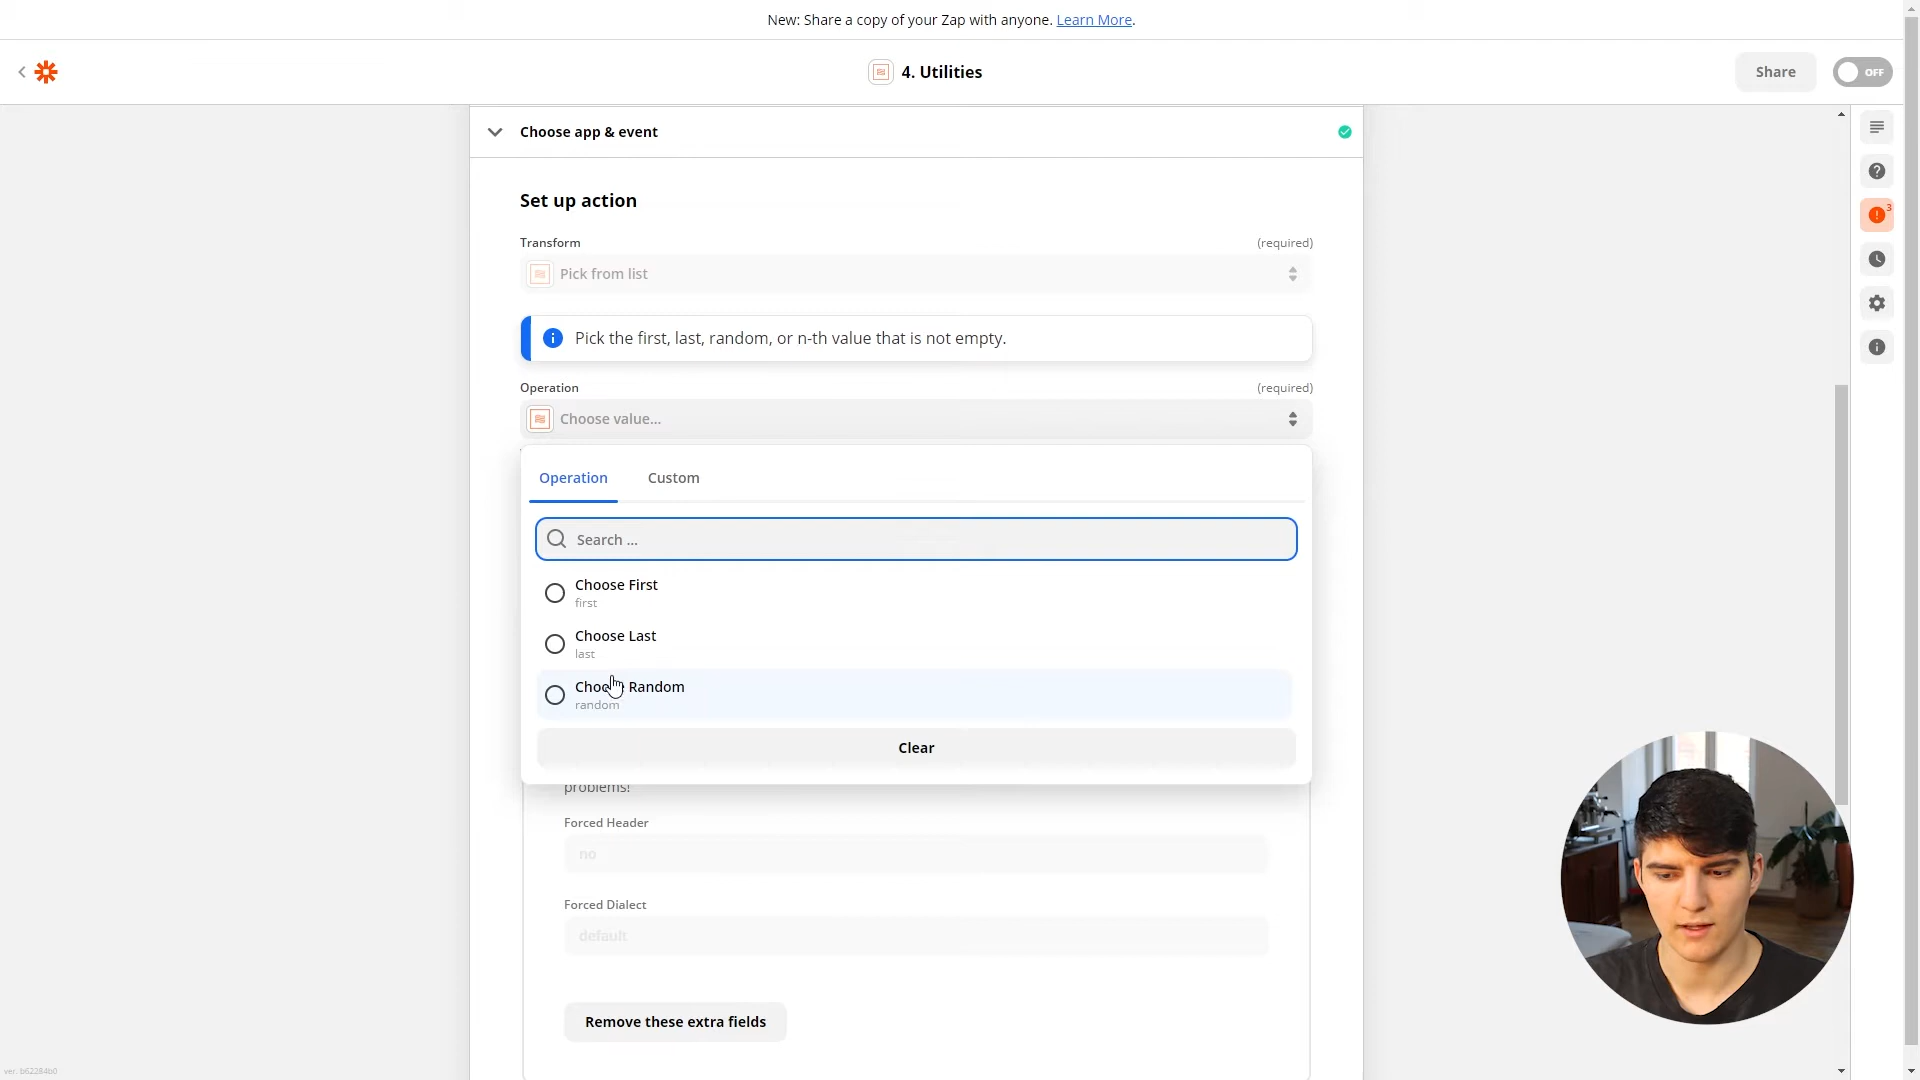 New: Share a copy of your Zap with anyone. Learn More.
4. Utilities
Share
OFF
Choose app & event
3
Set up action
Transform
(required)
Pick from list
Pick the first, last, random, or n-th value that is not empty.
Operation
(required)
Choose value...
Operation
Custom
Search ...
Choose First
first
Choose Last
last
Choose Random
random
Clear
problems!
Forced Header
no
Forced Dialect
default
Remove these extra fields
ver. b62284b0